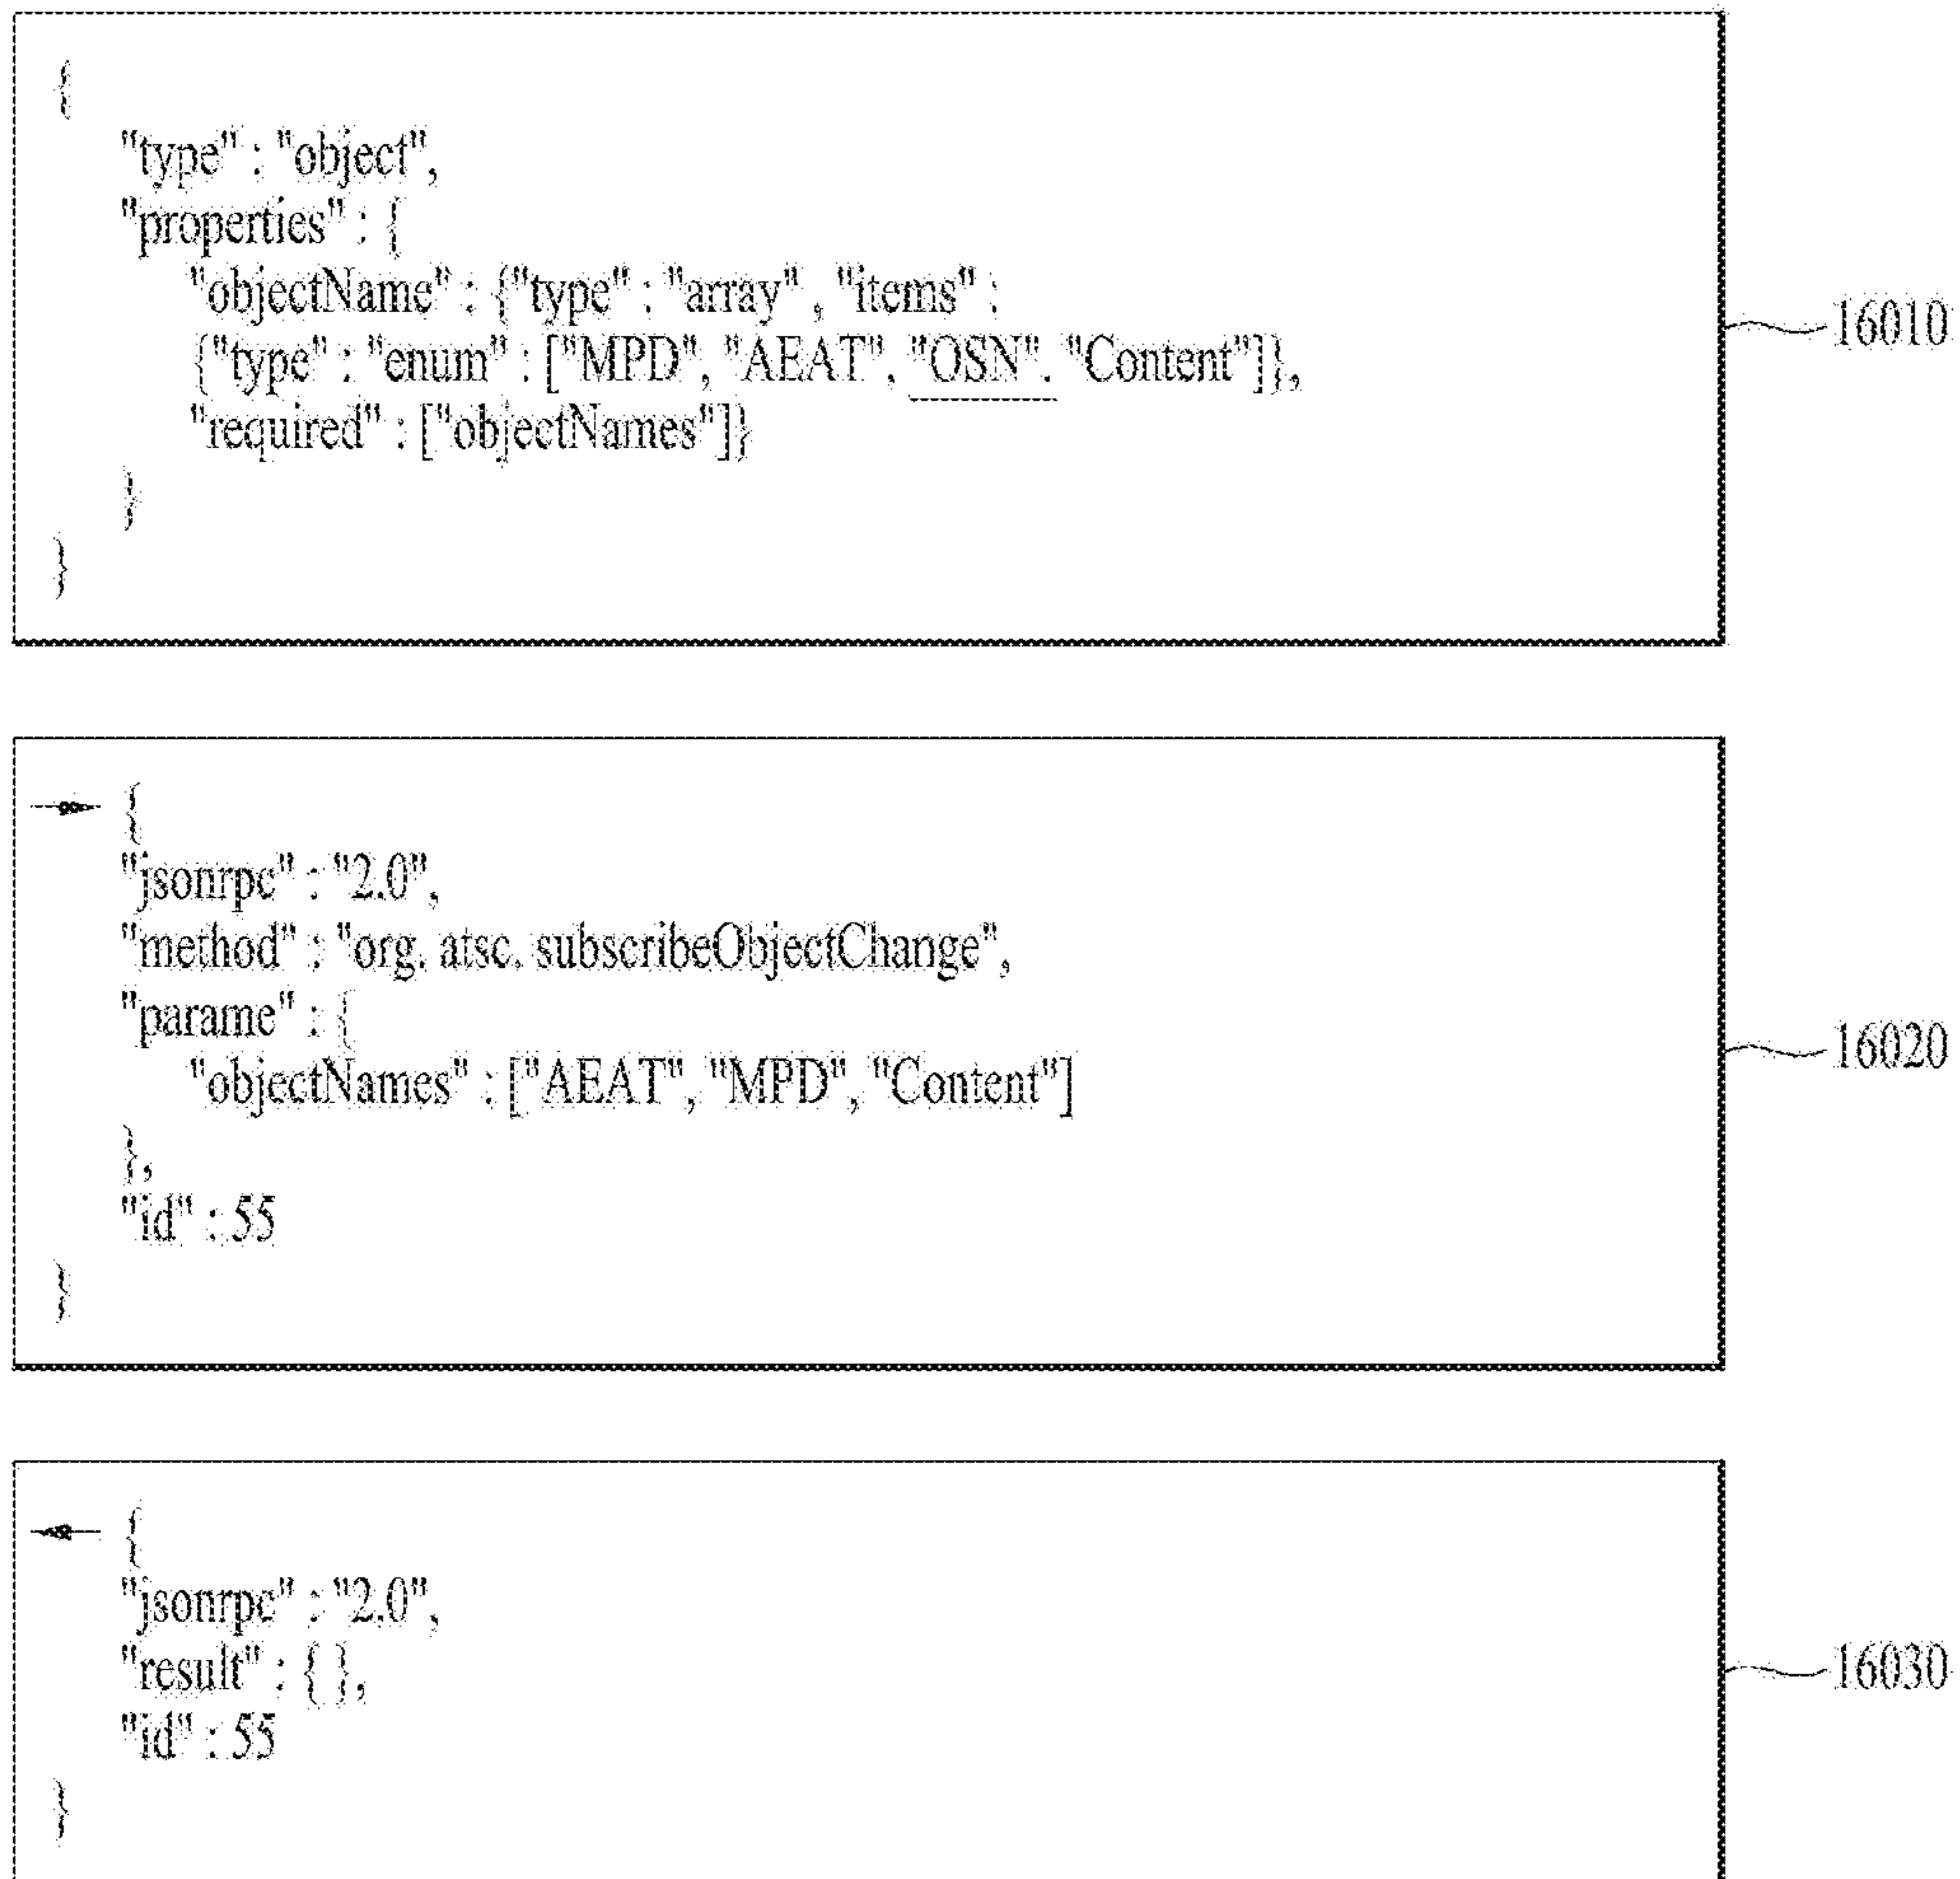 {
"type" : "object",
"properties" : {
"objectName" : {"type" : "array" , "items" :
{"type" : "enum" : ["MPD", "AEAT", "OSN", "Content"]},
"required" : ["objectNames"]}
}
}
16010
{
"jsonrpc" : "2.0",
"method" : "org. atsc. subscribeObjectChange",
"parame" : {
"objectNames" : ["AEAT", "MPD", "Content"]
},
"id" : 55
}
16020
{
"jsonrpc" : "2.0",
"result" : { },
"id" : 55
}
16030